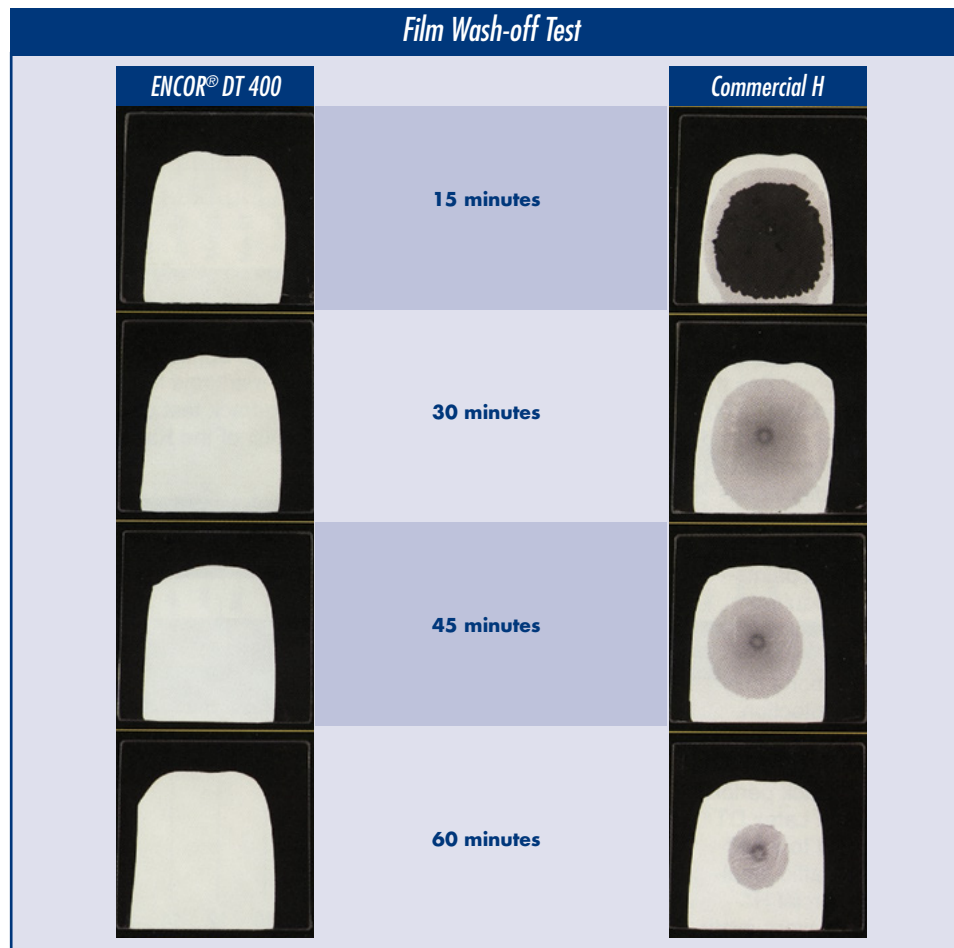 Film Wash-off Test
ENCOR® DT 400
Commercial H
15 minutes
30 minutes
45 minutes
60 minutes